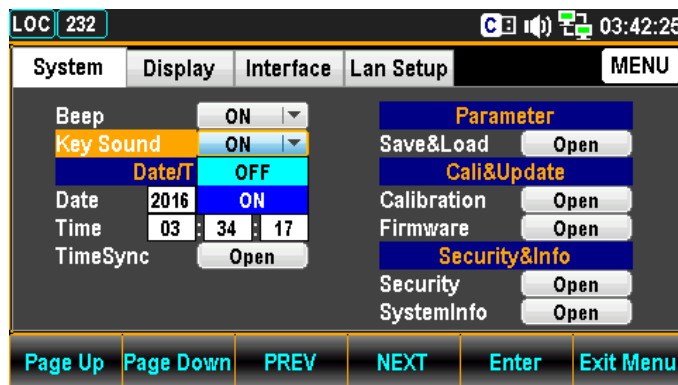 LOC 232 C 03:42:25
System Display Interface Lan Setup MENU
Beep ON
Key Sound ON
OFF
ON
Date/T
Date 2016
Time 03 : 34 : 17
TimeSync Open
Parameter
Save&Load Open
Cali&Update
Calibration Open
Firmware Open
Security&Info
Security Open
SystemInfo Open
Page Up Page Down PREV NEXT Enter Exit Menu